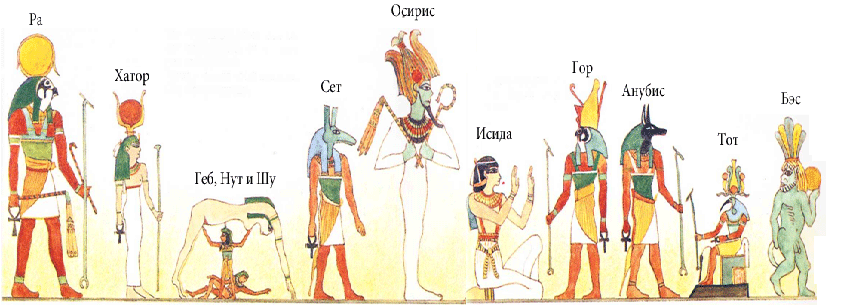 Ра
Хатор
Геб, Нут и Шу
Сет
Осирис
Исида
Гор
Анубис
Тот
Бэс